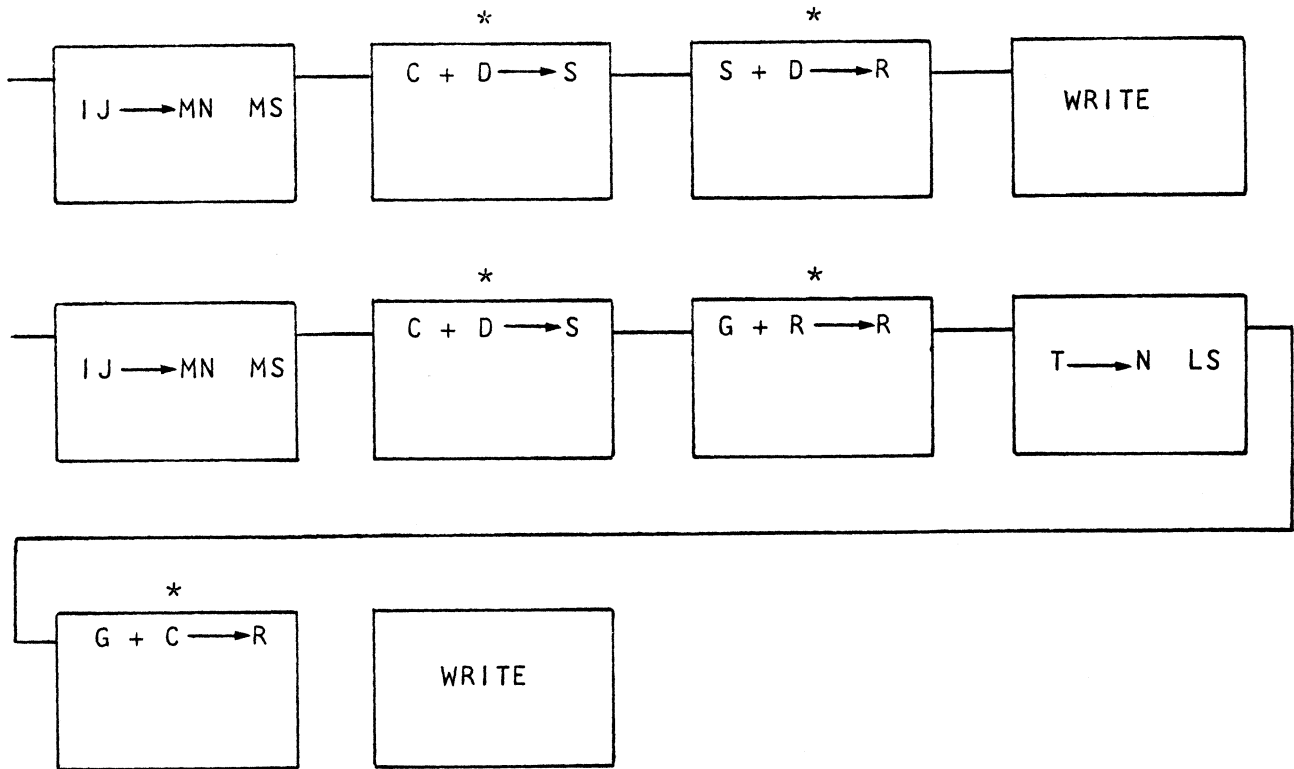 * *
IJ→MN MS C + D→S S + D→R WRITE
* *
IJ→MN MS C + D→S G + R→R T→N LS
*
G + C→R WRITE